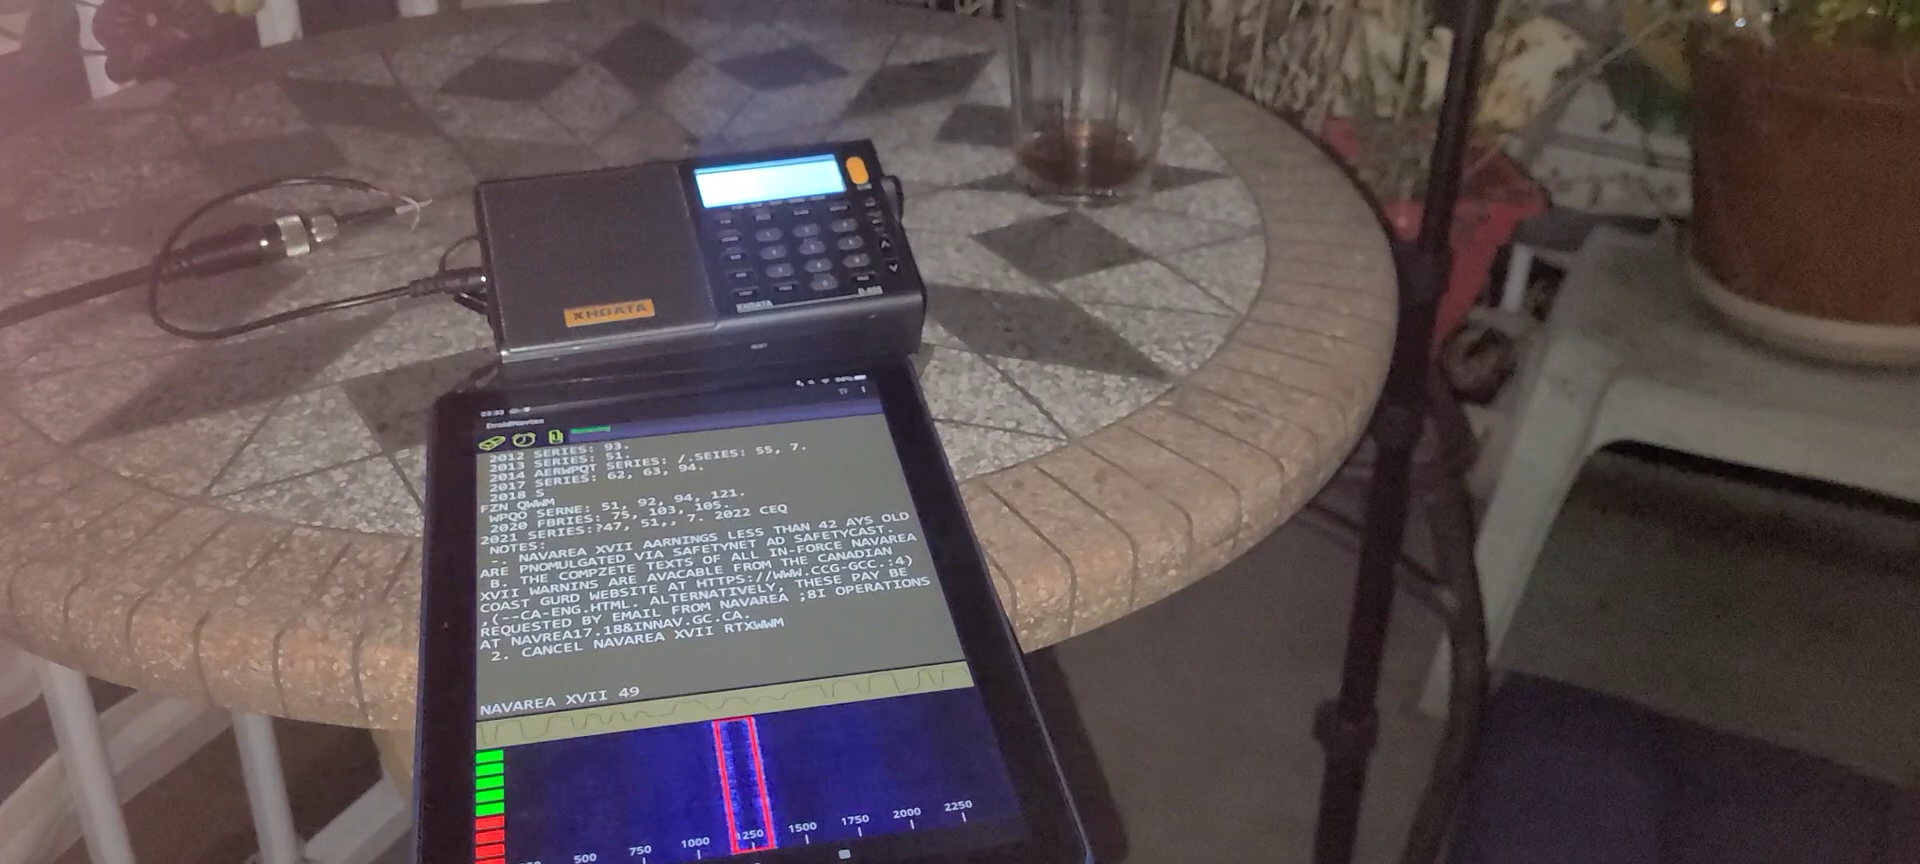 XHDATA
XHDATA
RESET
DroidNavtex
Running
2012 SERIES: 93.
2013 SERIES: 51.
2014 AERWPQT SERIES: /.SEIES: 55, 7.
2017 SERIES: 62, 63, 94.
2018 S
FZN QWWM
WPQO SERNE: 51, 92, 94, 121.
2020 FBRIES: 75, 103, 105.
2021 SERIES:?47, 51,, 7. 2022 CEQ
NOTES:
-. NAVAREA XVII AARNINGS LESS THAN 42 AYS OLD
ARE PNOMULGATED VIA SAFETYNET AD SAFETYCAST.
B. THE COMPZETE TEXTS OF ALL IN-FORCE NAVAREA
XVII WARNINS ARE AVACABLE FROM THE CANADIAN
COAST GURD WEBSITE AT HTTPS://WWW.CCG-GCC.:4)
,(--CA-ENG.HTML. ALTERNATIVELY, THESE PAY BE
REQUESTED BY EMAIL FROM NAVAREA ;8I OPERATIONS
AT NAVREA17.18&INNAV.GC.CA.
2. CANCEL NAVAREA XVII RTXWWM
NAVAREA XVII 49
500 750 1000 1250 1500 1750 2000 2250